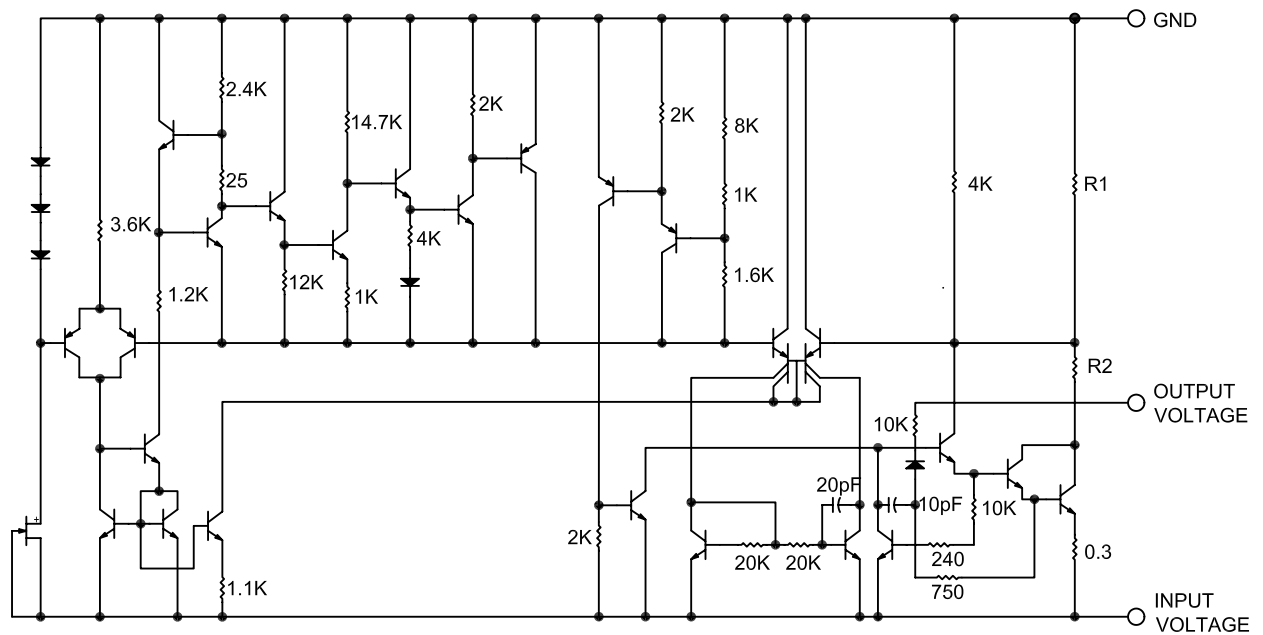 GND
2.4K
2K
14.7K
2K
8K
25
4K
R1
1K
3.6K
4K
12K
1.6K
1.2K
1K
R2
OUTPUT
VOLTAGE
10K
20pF
10pF
10K
2K
0.3
20K
20K
240
1.1K
750
INPUT
VOLTAGE